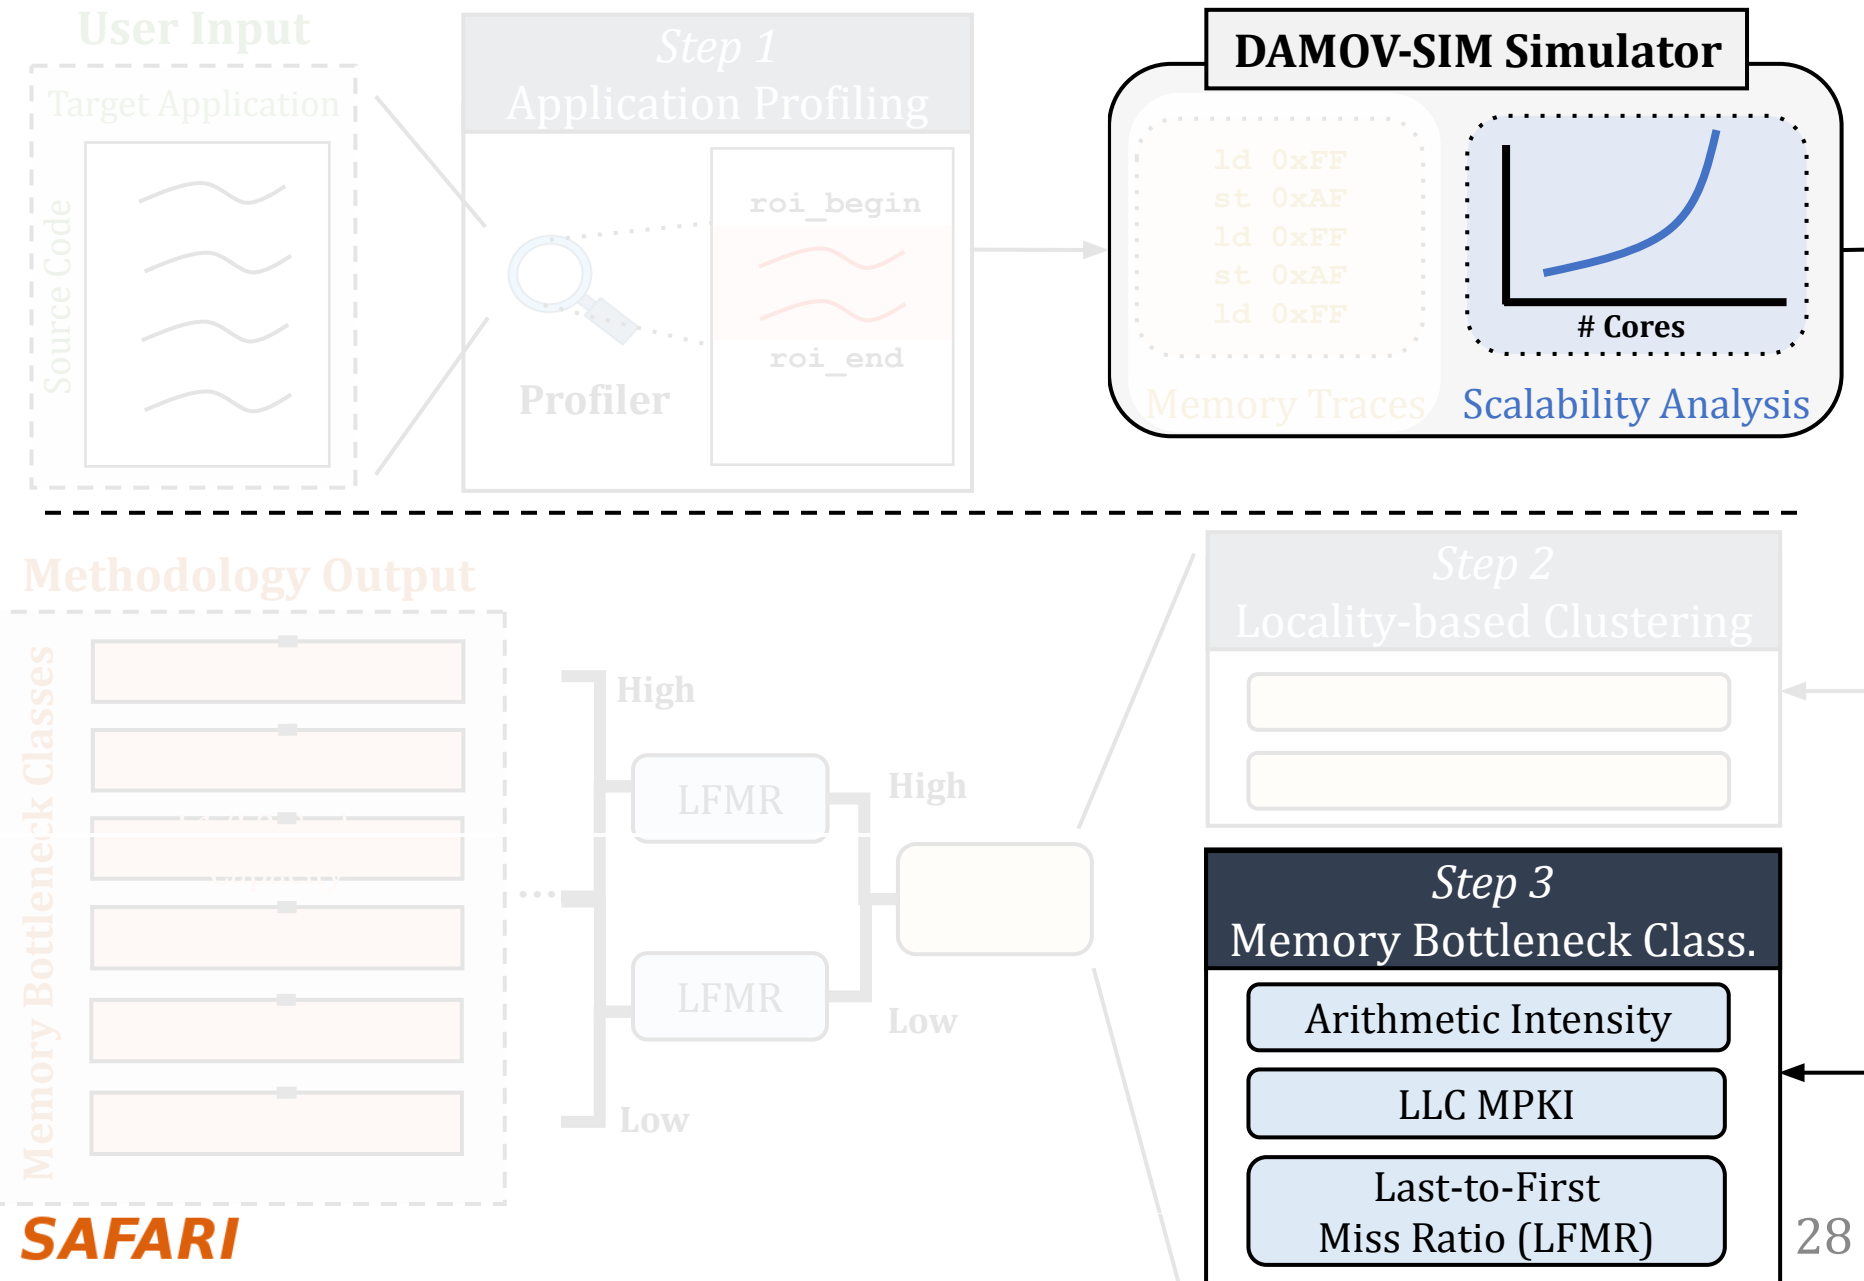 User Input
Target Application
Source Code
Step 1
Application Profiling
roi_begin
roi_end
Profiler
DAMOV-SIM Simulator
ld 0xFF
st 0xAF
ld 0xFF
st 0xAF
ld 0xFF
Memory Traces
# Cores
Scalability Analysis
Methodology Output
Memory Bottleneck Classes
High
LFMR
High
LFMR
Low
Low
Step 2
Locality-based Clustering
Step 3
Memory Bottleneck Class.
Arithmetic Intensity
LLC MPKI
Last-to-First
Miss Ratio (LFMR)
SAFARI
28